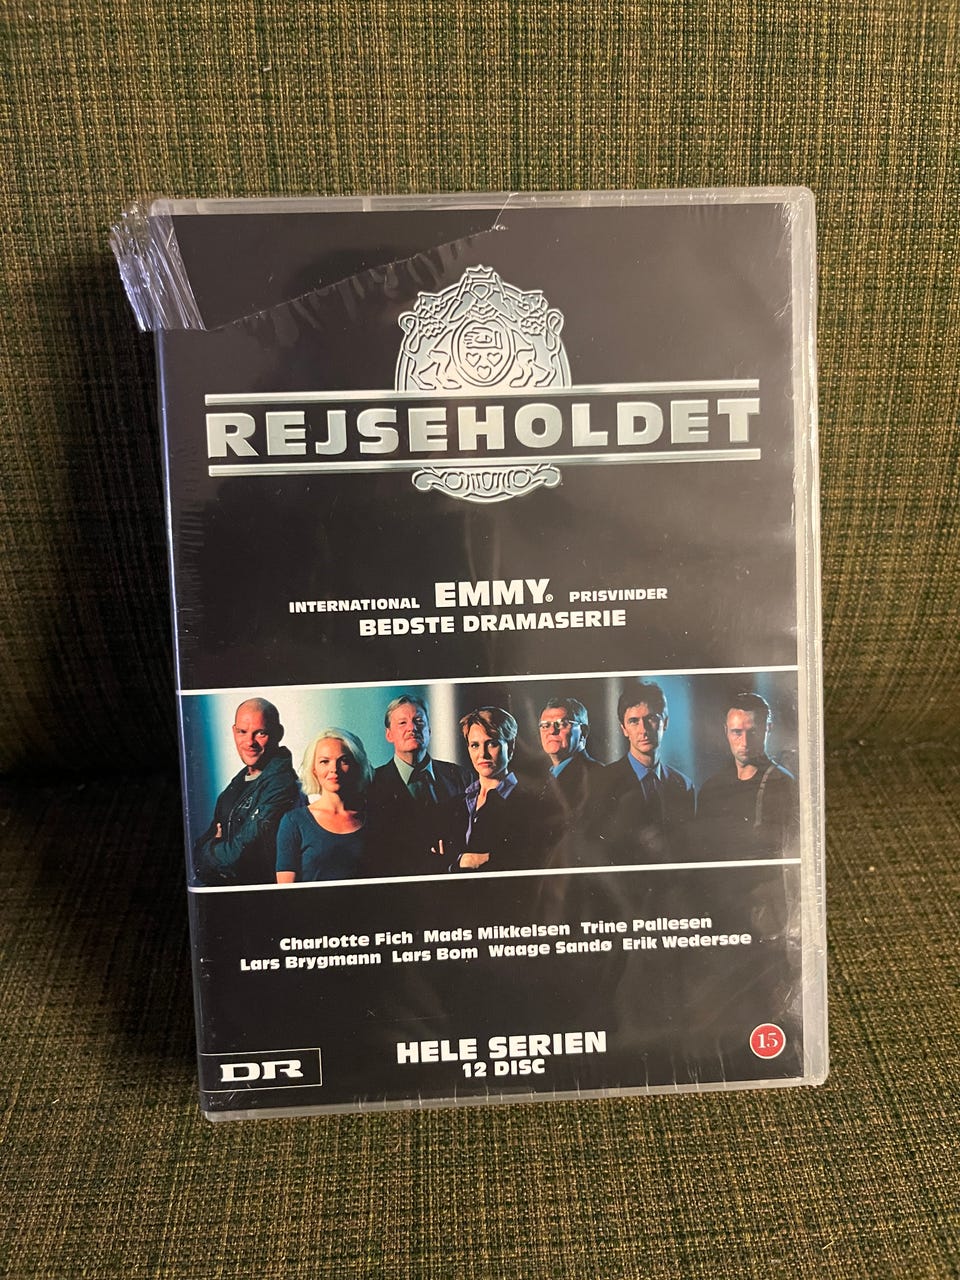 REJSEHOLDET
INTERNATIONAL EMMY® PRISVINDER
BEDSTE DRAMASERIE
Charlotte Fich Mads Mikkelsen Trine Pallesen
Lars Brygmann Lars Bom Waage Sandø Erik Wedersøe
HELE SERIEN
12 DISC
15
DR